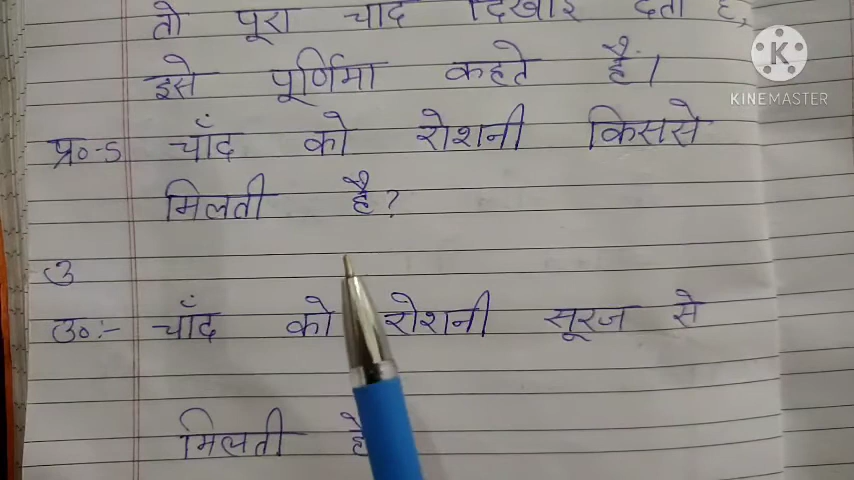 तो पूरा चाँद दिखाई देता है,
इसे पूर्णिमा कहते हैं।
प्र०-5 चाँद को रोशनी किससे
मिलती है?
उ
उ०:- चाँद को रोशनी सूरज से
मिलती है
K
KINEMASTER